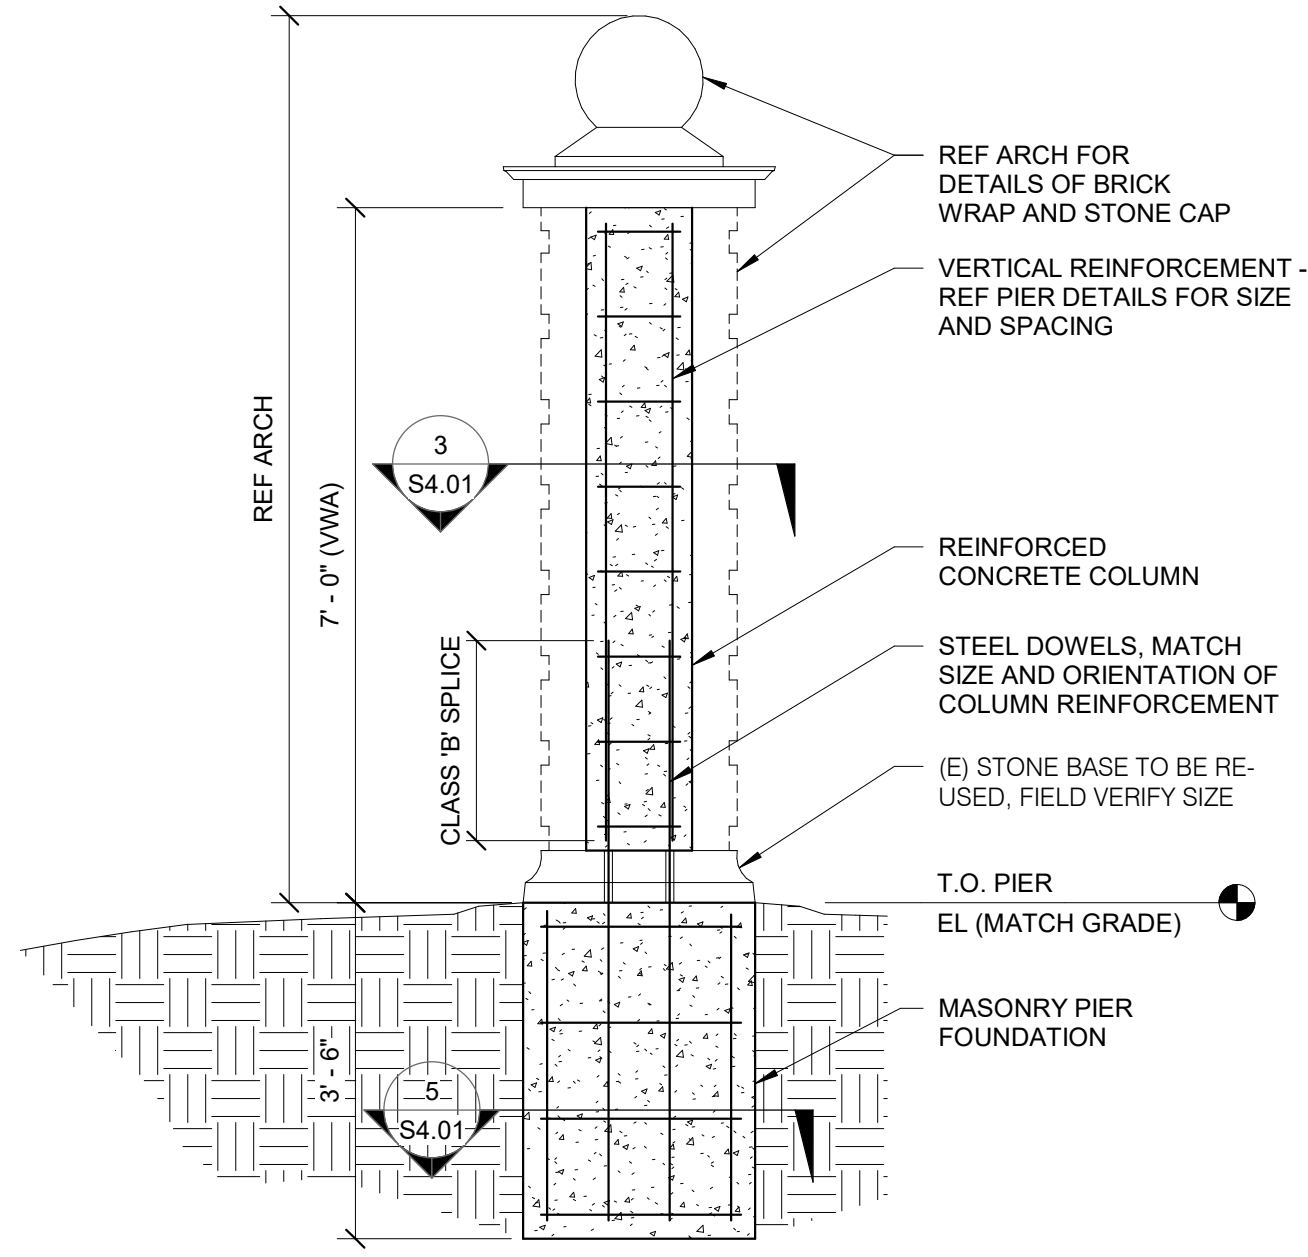 REF ARCH FOR
DETAILS OF BRICK
WRAP AND STONE CAP
VERTICAL REINFORCEMENT -
REF PIER DETAILS FOR SIZE
AND SPACING
REF ARCH
7' - 0" (VWA)
3
S4.01
REINFORCED
CONCRETE COLUMN
CLASS 'B' SPLICE
STEEL DOWELS, MATCH
SIZE AND ORIENTATION OF
COLUMN REINFORCEMENT
(E) STONE BASE TO BE RE-
USED, FIELD VERIFY SIZE
T.O. PIER
EL (MATCH GRADE)
MASONRY PIER
FOUNDATION
3' - 6"
5
S4.01